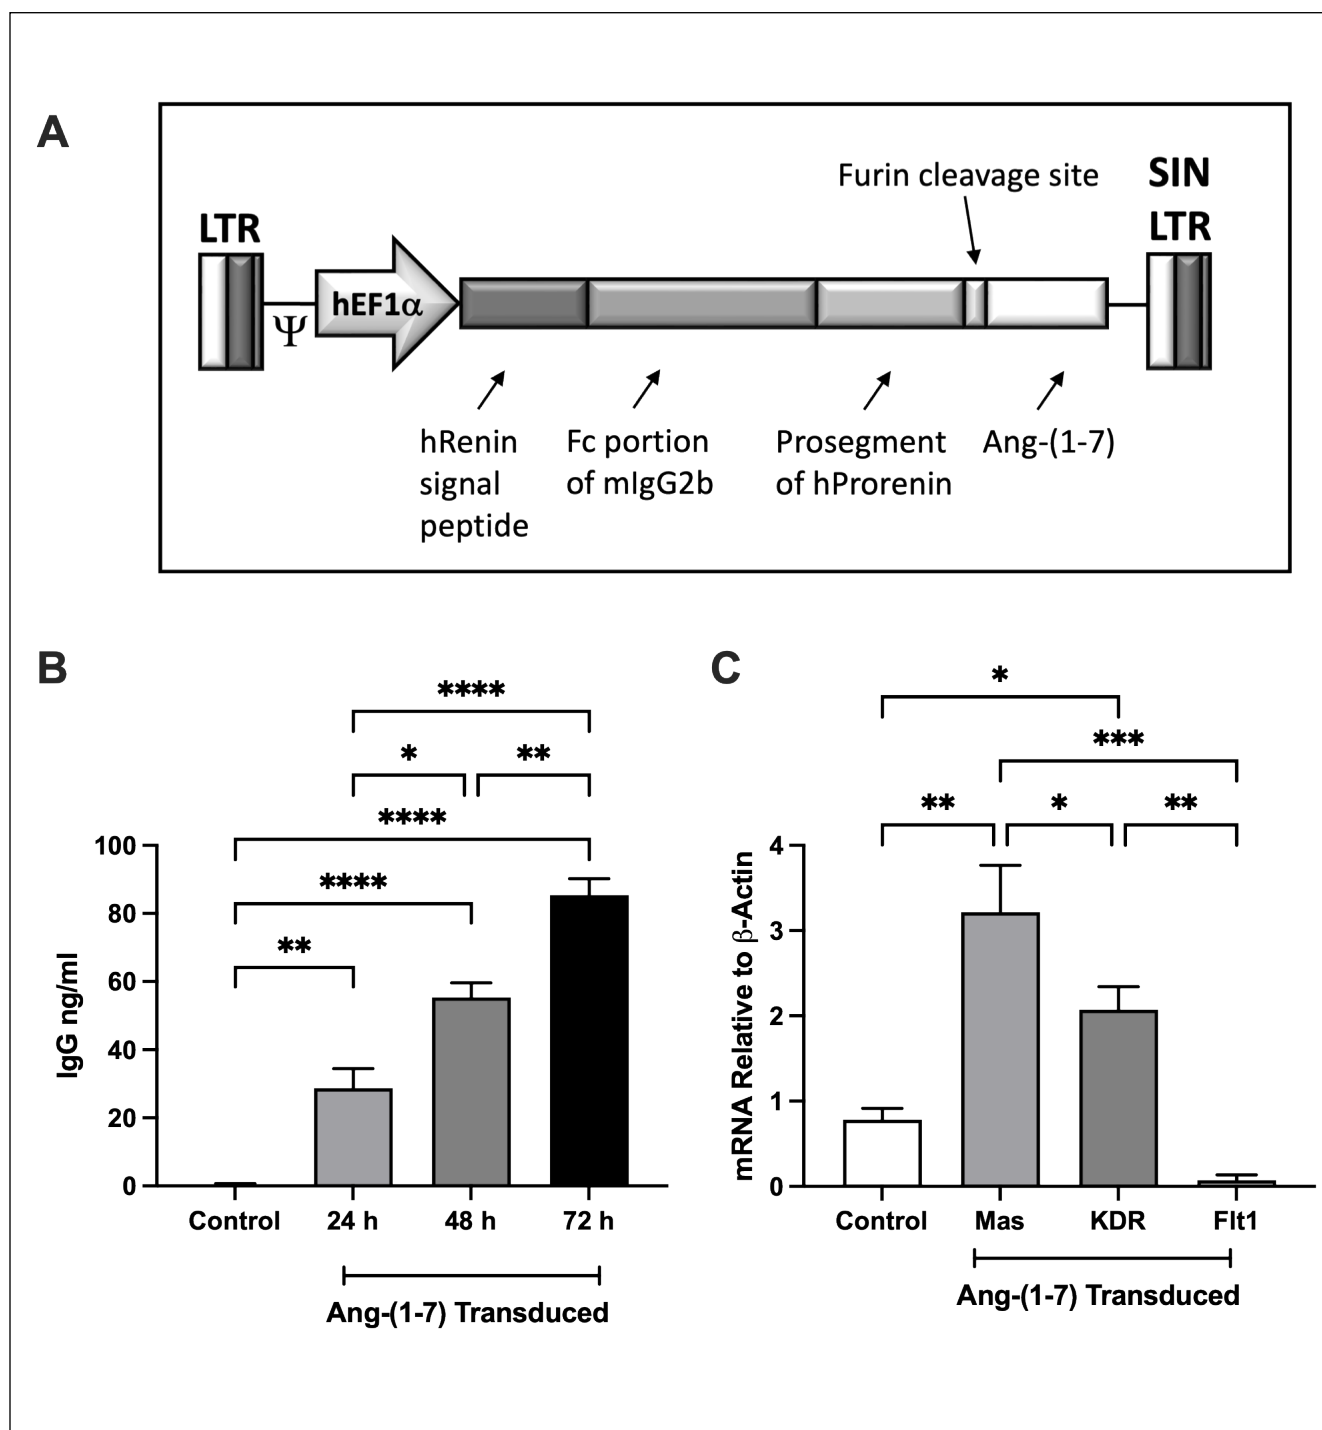 A
Furin cleavage site
SIN
LTR
LTR
Ψ
hEF1α
hRenin
signal
peptide
Fc portion
of mIgG2b
Prosegment
of hProrenin
Ang-(1-7)
B
****
*
**
****
****
**
100
80
60
40
20
0
IgG ng/ml
Control
24 h
48 h
72 h
Ang-(1-7) Transduced
C
*
***
**
*
**
4
3
2
1
0
mRNA Relative to β-Actin
Control
Mas
KDR
Flt1
Ang-(1-7) Transduced